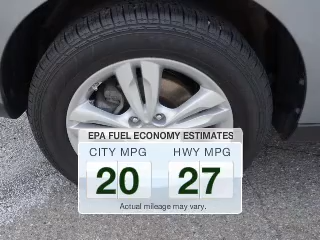 EPA FUEL ECONOMY ESTIMATES
CITY MPG HWY MPG
20 27
Actual mileage may vary.